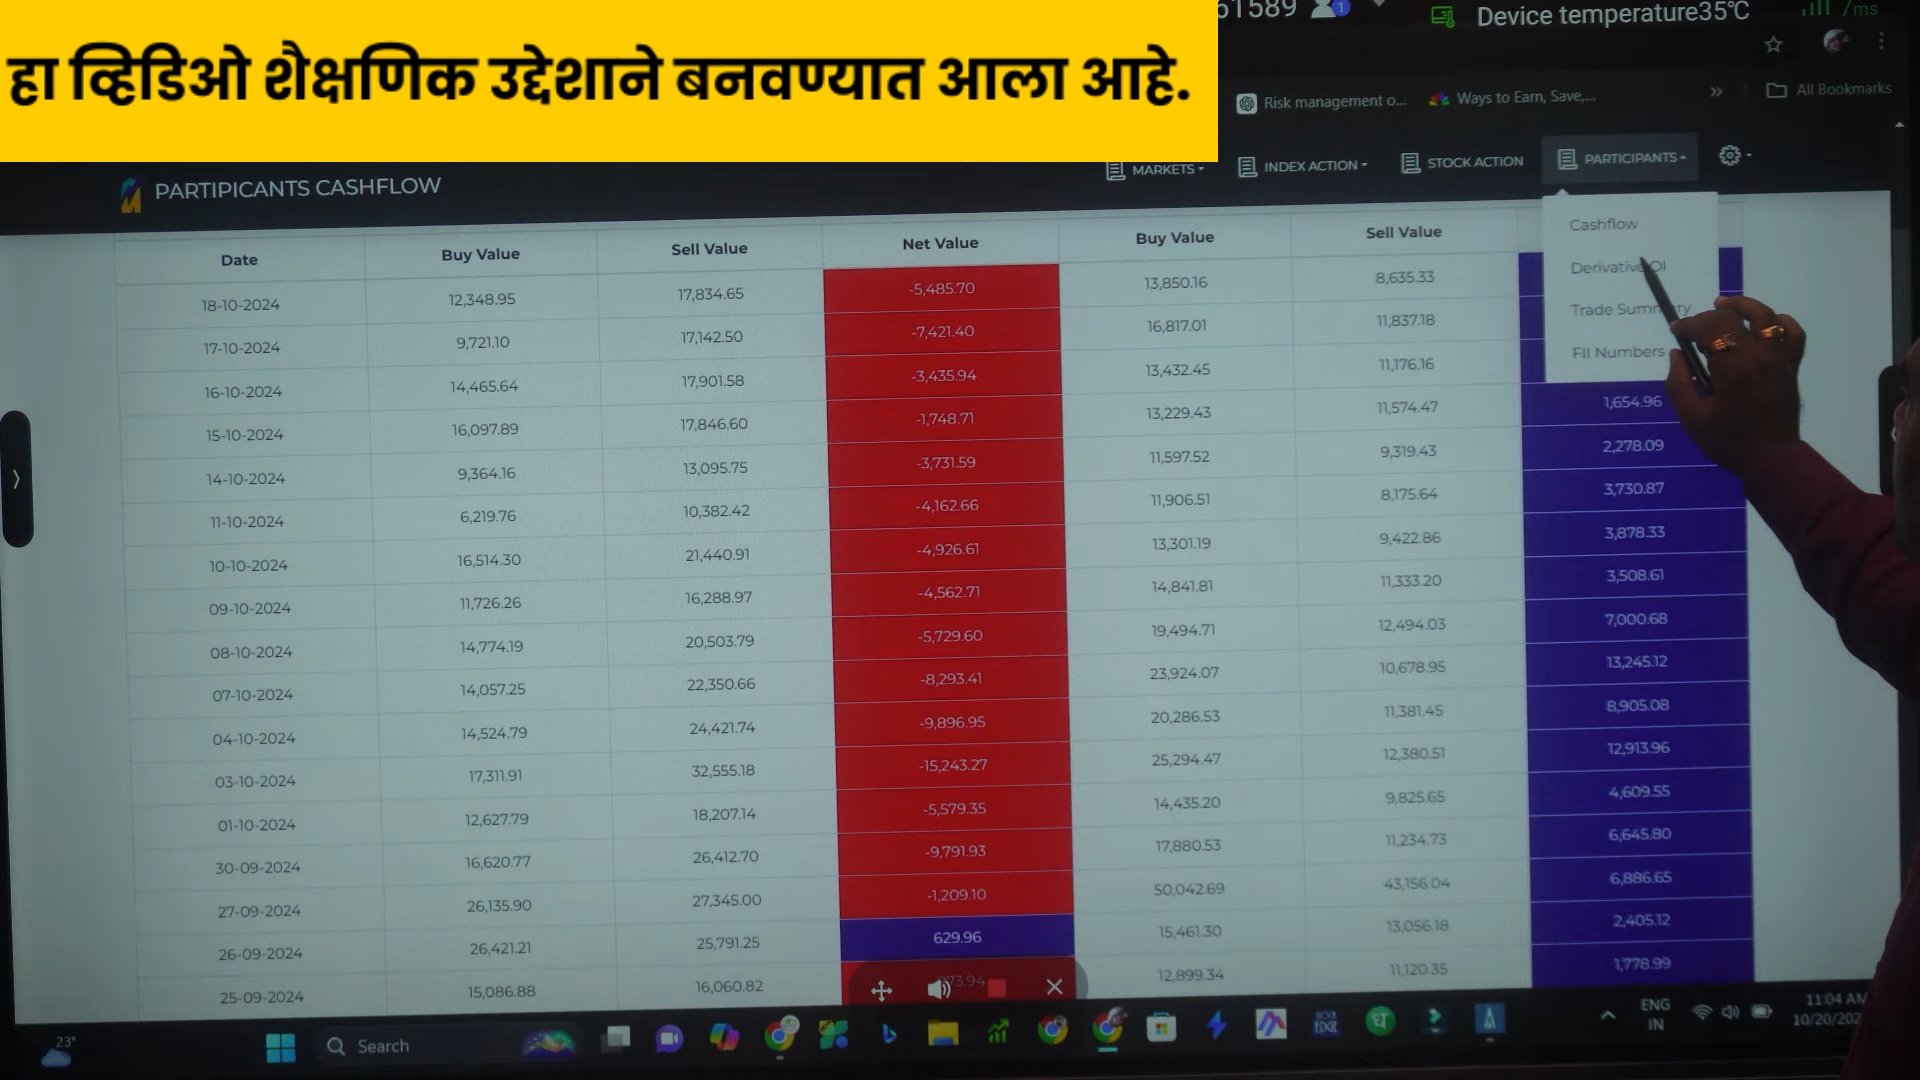 हा व्हिडिओ शैक्षणिक उद्देशाने बनवण्यात आला आहे.
61589 1 Device temperature35℃ 7ms
Risk management o... Ways to Earn, Save,... » All Bookmarks
PARTIPICANTS CASHFLOW MARKETS INDEX ACTION STOCK ACTION PARTICIPANTS
Cashflow
Derivative OI
Trade Summary
FII Numbers
Date Buy Value Sell Value Net Value Buy Value Sell Value
18-10-2024 12,348.95 17,834.65 -5,485.70 13,850.16 8,635.33
17-10-2024 9,721.10 17,142.50 -7,421.40 16,817.01 11,837.18
16-10-2024 14,465.64 17,901.58 -3,435.94 13,432.45 11,176.16
15-10-2024 16,097.89 17,846.60 -1,748.71 13,229.43 11,574.47 1,654.96
14-10-2024 9,364.16 13,095.75 -3,731.59 11,597.52 9,319.43 2,278.09
11-10-2024 6,219.76 10,382.42 -4,162.66 11,906.51 8,175.64 3,730.87
10-10-2024 16,514.30 21,440.91 -4,926.61 13,301.19 9,422.86 3,878.33
09-10-2024 11,726.26 16,288.97 -4,562.71 14,841.81 11,333.20 3,508.61
08-10-2024 14,774.19 20,503.79 -5,729.60 19,494.71 12,494.03 7,000.68
07-10-2024 14,057.25 22,350.66 -8,293.41 23,924.07 10,678.95 13,245.12
04-10-2024 14,524.79 24,421.74 -9,896.95 20,286.53 11,381.45 8,905.08
03-10-2024 17,311.91 32,555.18 -15,243.27 25,294.47 12,380.51 12,913.96
01-10-2024 12,627.79 18,207.14 -5,579.35 14,435.20 9,825.65 4,609.55
30-09-2024 16,620.77 26,412.70 -9,791.93 17,880.53 11,234.73 6,645.80
27-09-2024 26,135.90 27,345.00 -1,209.10 50,042.69 43,156.04 6,886.65
26-09-2024 26,421.21 25,791.25 629.96 15,461.30 13,056.18 2,405.12
25-09-2024 15,086.88 16,060.82 12,899.34 11,120.35 1,778.99
23° Search ENG 11:04 AM
IN